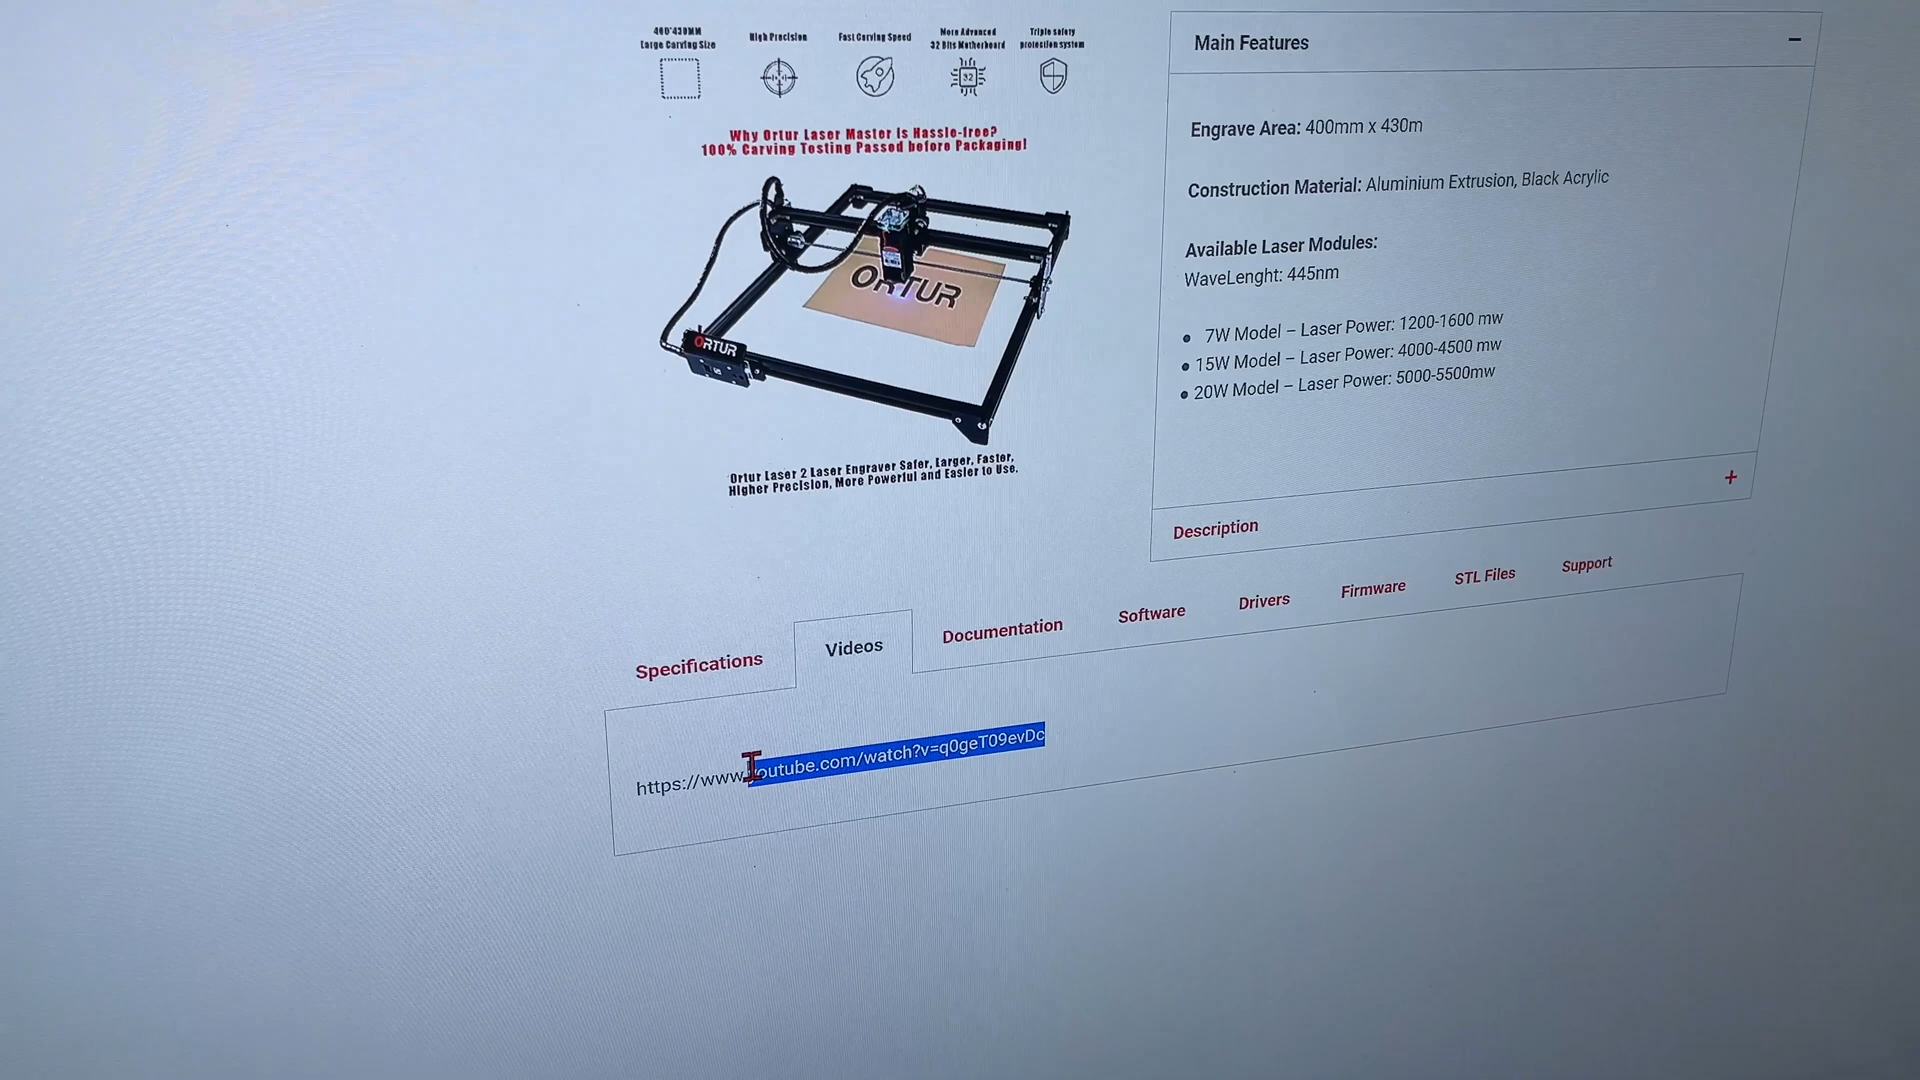 400*430MM
Large Carving Size
High Precision
Fast Carving Speed
More Advanced
32 Bits Motherboard
Triple safety
protection system
32
Why Ortur Laser Master Is Hassle-free?
100% Carving Testing Passed before Packaging!
ORTUR
ORTUR
Ortur Laser 2 Laser Engraver Safer, Larger, Faster,
Higher Precision, More Powerful and Easier to Use.
Main Features
Engrave Area: 400mm x 430m
Construction Material: Aluminium Extrusion, Black Acrylic
Available Laser Modules:
WaveLenght: 445nm
7W Model – Laser Power: 1200-1600 mw
15W Model – Laser Power: 4000-4500 mw
20W Model – Laser Power: 5000-5500mw
Description
Specifications
Videos
Documentation
Software
Drivers
Firmware
STL Files
Support
https://www.youtube.com/watch?v=q0geT09evDc